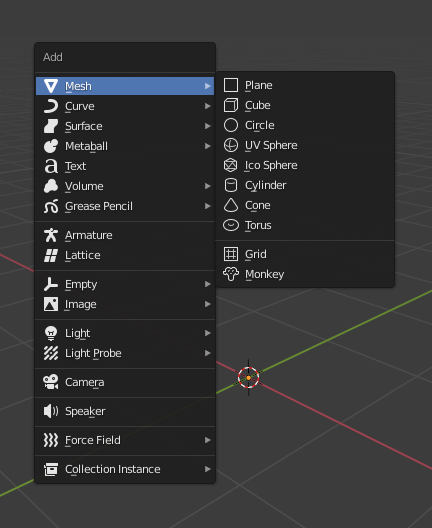 Add
Mesh
Curve
Surface
Metaball
Text
Volume
Grease Pencil
Armature
Lattice
Empty
Image
Light
Light Probe
Camera
Speaker
Force Field
Collection Instance
Plane
Cube
Circle
UV Sphere
Ico Sphere
Cylinder
Cone
Torus
Grid
Monkey